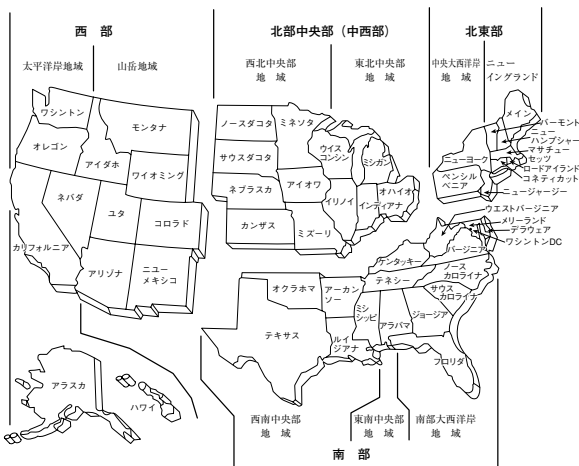 西　部
北部中央部（中西部）
北東部
太平洋岸地域
山岳地域
西北中央部
地　域
東北中央部
地　域
中央大西洋岸
地　域
ニュー
イングランド
ワシントン
オレゴン
カリフォルニア
ネバダ
アイダホ
モンタナ
ワイオミング
ユタ
コロラド
アリゾナ
ニユー
メキシコ
アラスカ
ハワイ
ノースダコタ
サウスダコタ
ネブラスカ
カンザス
ミネソタ
アイオワ
ミズーリ
ウイス
コンシン
ミシガン
イリノイ
インディアナ
オハイオ
メイン
バーモント
ニュー
ハンプシャー
マサチュー
セッツ
ロードアイランド
コネティカット
ニューヨーク
ペンシル
ベニア
ニュージャージー
ウエストバージニア
メリーランド
デラウェア
ワシントンDC
バージニア
ケンタッキー
テネシー
ノース
カロライナ
サウス
カロライナ
オクラホマ
アーカン
ソー
テキサス
ルイ
ジアナ
ミシ
シッピ
アラバマ
ジョージア
フロリダ
西南中央部
地　域
東南中央部
地　域
南部大西洋岸
地　域
南　部